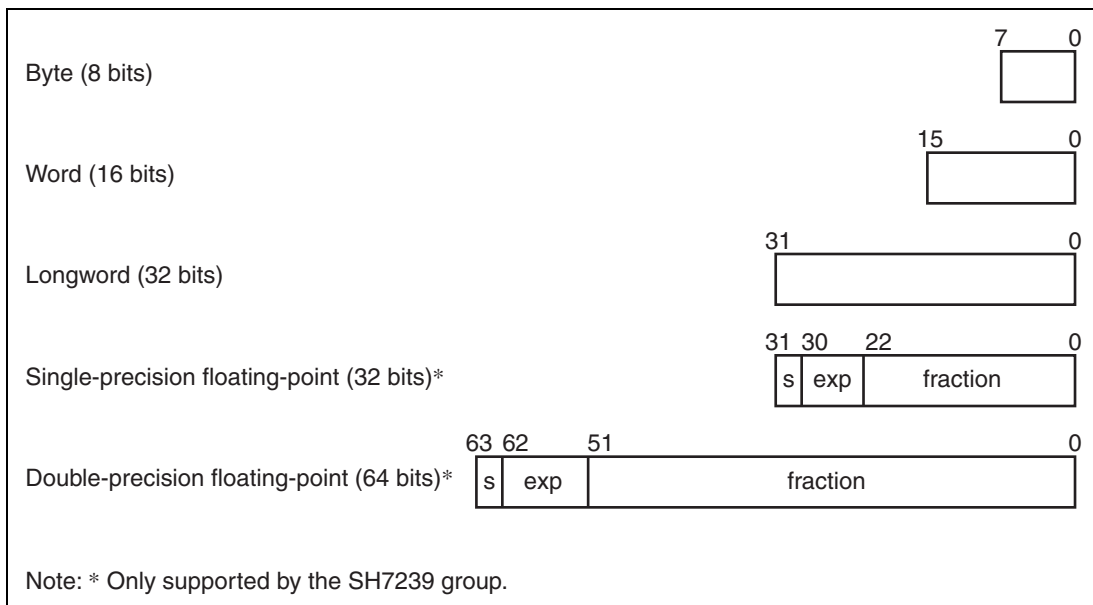 7 0
Byte (8 bits)
15 0
Word (16 bits)
31 0
Longword (32 bits)
31 30 22 0
Single-precision floating-point (32 bits)* s exp fraction
63 62 51 0
Double-precision floating-point (64 bits)* s exp fraction
Note: * Only supported by the SH7239 group.